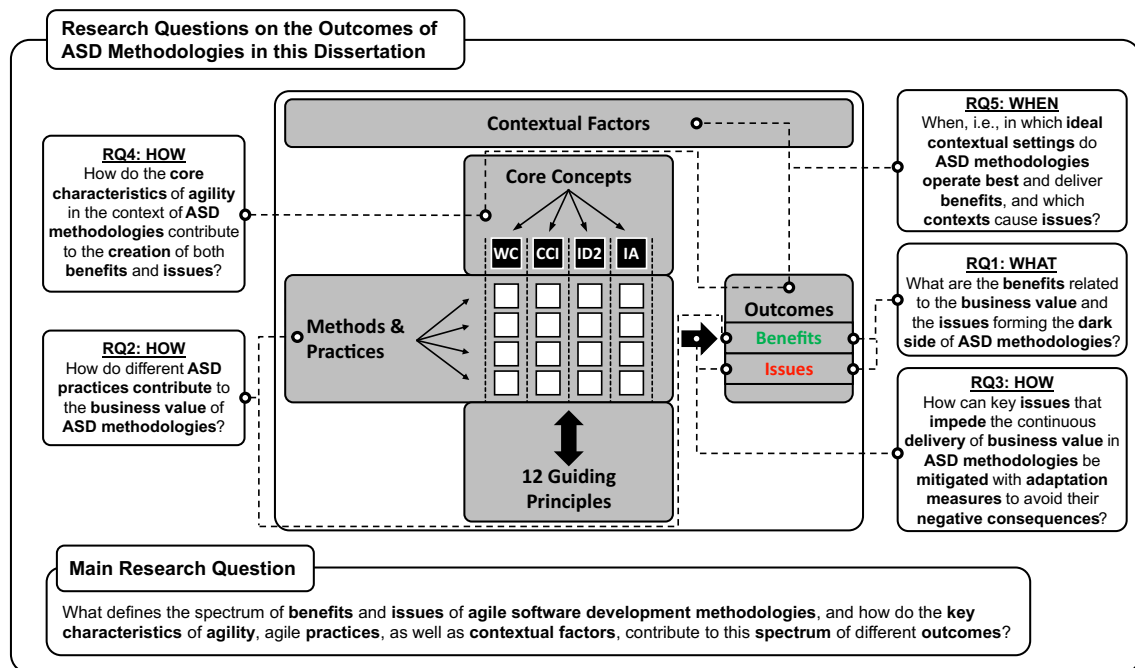 Research Questions on the Outcomes of
ASD Methodologies in this Dissertation
RQ4: HOW
How do the core
characteristics of agility
in the context of ASD
methodologies contribute
to the creation of both
benefits and issues?
RQ2: HOW
How do different ASD
practices contribute to
the business value of
ASD methodologies?
Contextual Factors
Core Concepts
WC CCI ID2 IA
Methods &
Practices
12 Guiding
Principles
Outcomes
Benefits
Issues
RQ5: WHEN
When, i.e., in which ideal
contextual settings do
ASD methodologies
operate best and deliver
benefits, and which
contexts cause issues?
RQ1: WHAT
What are the benefits related
to the business value and
the issues forming the dark
side of ASD methodologies?
RQ3: HOW
How can key issues that
impede the continuous
delivery of business value in
ASD methodologies be
mitigated with adaptation
measures to avoid their
negative consequences?
Main Research Question
What defines the spectrum of benefits and issues of agile software development methodologies, and how do the key
characteristics of agility, agile practices, as well as contextual factors, contribute to this spectrum of different outcomes?